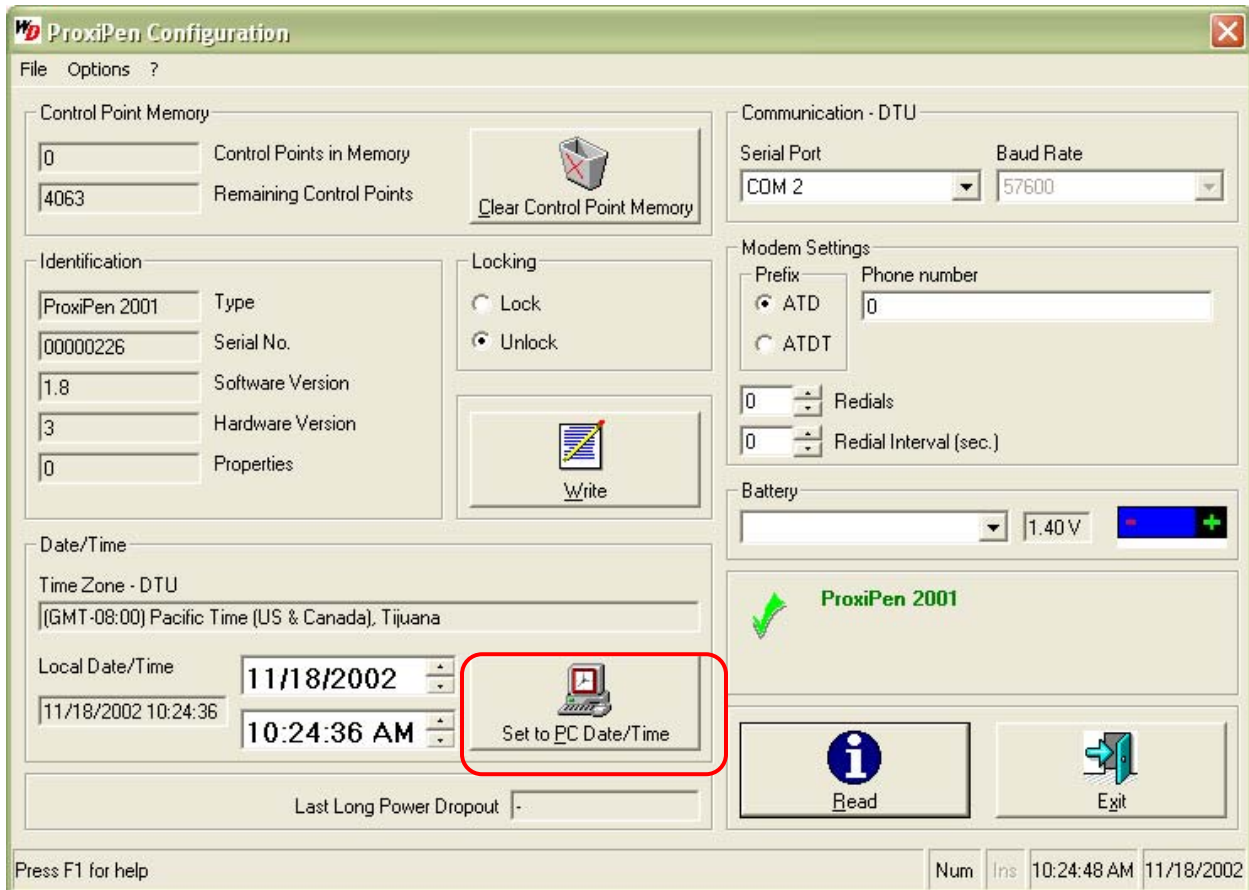 WD ProxiPen Configuration
File Options ?
Control Point Memory
0 Control Points in Memory
4063 Remaining Control Points
Clear Control Point Memory
Identification
ProxiPen 2001 Type
00000226 Serial No.
1.8 Software Version
3 Hardware Version
0 Properties
Locking
Lock
Unlock
Write
Date/Time
Time Zone - DTU
(GMT-08:00) Pacific Time (US & Canada), Tijuana
Local Date/Time
11/18/2002 10:24:36
11/18/2002
10:24:36 AM
Set to PC Date/Time
Last Long Power Dropout -
Communication - DTU
Serial Port Baud Rate
COM 2 57600
Modem Settings
Prefix Phone number
ATD 0
ATDT
0 Redials
0 Redial Interval (sec.)
Battery
1.40 V - +
ProxiPen 2001
Read Exit
Press F1 for help Num Ins 10:24:48 AM 11/18/2002